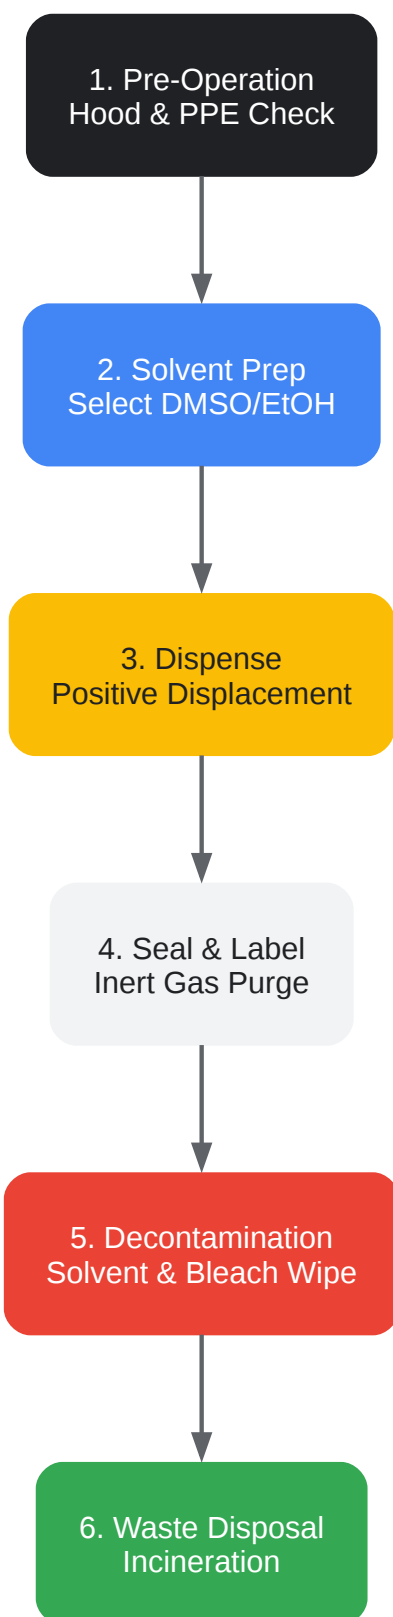 1. Pre-Operation
Hood & PPE Check
2. Solvent Prep
Select DMSO/EtOH
3. Dispense
Positive Displacement
4. Seal & Label
Inert Gas Purge
5. Decontamination
Solvent & Bleach Wipe
6. Waste Disposal
Incineration